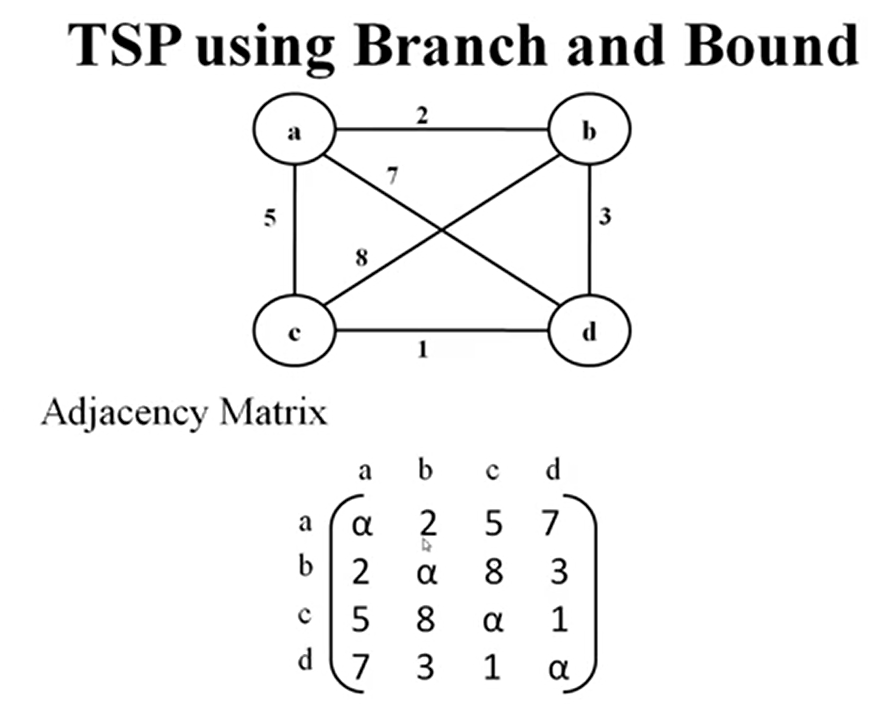 TSP using Branch and Bound
2
a b
7
5 3
8
c d
1
Adjacency Matrix
a b c d
a α 2 5 7
b 2 α 8 3
c 5 8 α 1
d 7 3 1 α